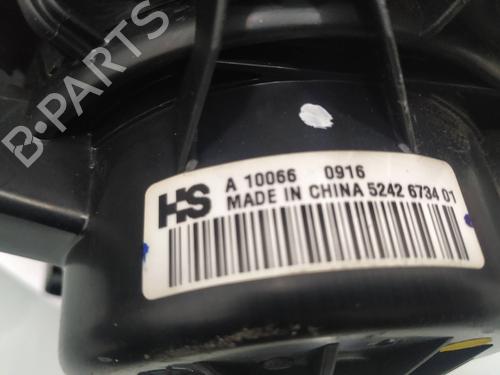 B-PARTS
HS A 10066 0916
MADE IN CHINA 5242 6734 01